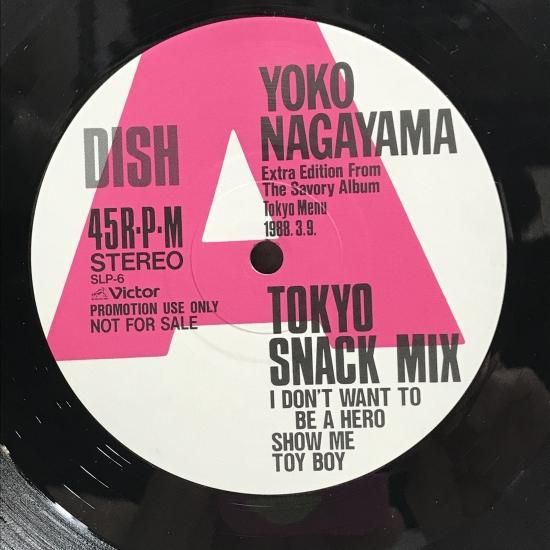 DISH
A
45R·P·M
STEREO
SLP-6
Victor
PROMOTION USE ONLY
NOT FOR SALE
YOKO
NAGAYAMA
Extra Edition From
The Savory Album
Tokyo Menu
1988. 3. 9.
TOKYO
SNACK MIX
I DON'T WANT TO
BE A HERO
SHOW ME
TOY BOY